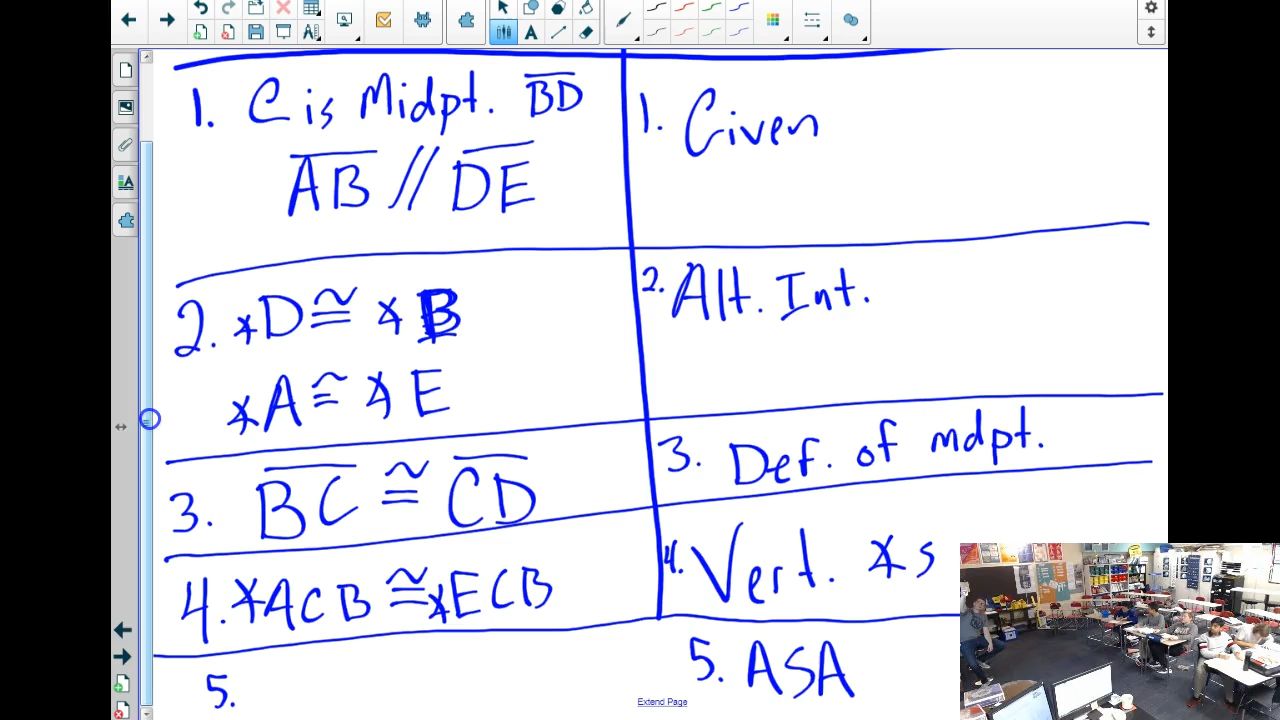 1. C is Midpt. BD
AB // DE
1. Given
2. ∠D ≅ ∠B
∠A ≅ ∠E
2. Alt. Int.
3. BC ≅ CD
3. Def. of mdpt.
4. ∠ACB ≅ ∠ECB
4. Vert. ∠s
5.
5. ASA
Extend Page